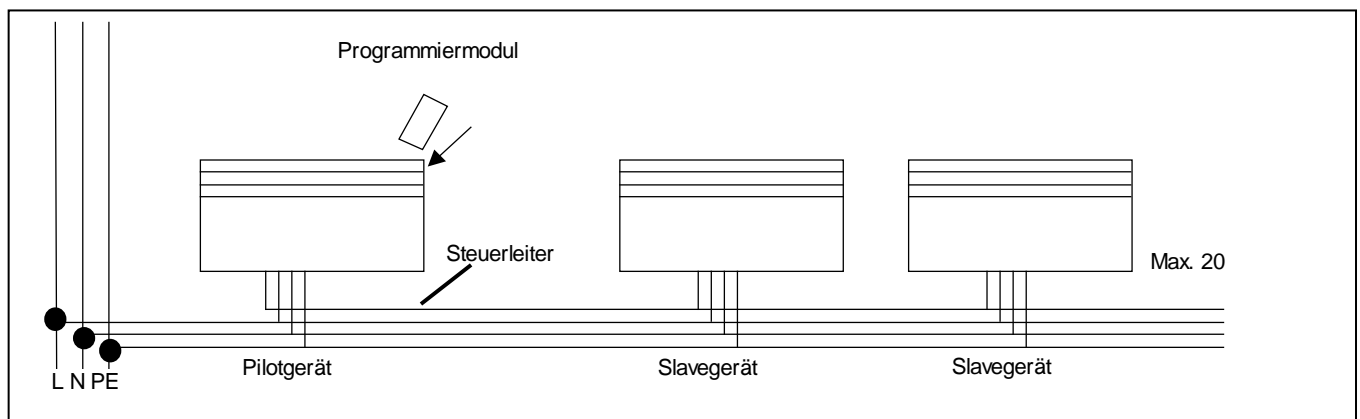 Programmiermodul
Steuerleiter
Max. 20
L N PE
Pilotgerät
Slavegerät
Slavegerät